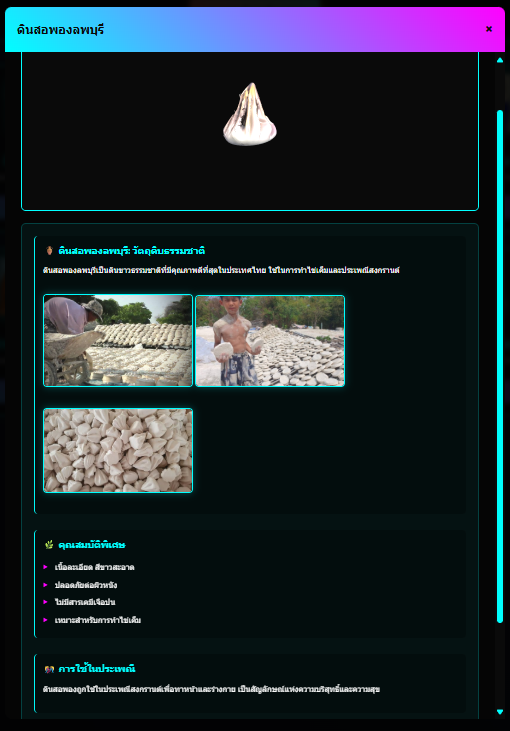 ดินสอพองลพบุรี
×
🏺 ดินสอพองลพบุรี: วัตถุดิบธรรมชาติ
ดินสอพองลพบุรีเป็นดินขาวธรรมชาติที่มีคุณภาพดีที่สุดในประเทศไทย ใช้ในการทำไข่เค็มและประเพณีสงกรานต์
🌿 คุณสมบัติพิเศษ
▸ เนื้อละเอียด สีขาวสะอาด
▸ ปลอดภัยต่อผิวหนัง
▸ ไม่มีสารเคมีเจือปน
▸ เหมาะสำหรับการทำไข่เค็ม
การใช้ในประเพณี
ดินสอพองถูกใช้ในประเพณีสงกรานต์เพื่อทาหน้าและร่างกาย เป็นสัญลักษณ์แห่งความบริสุทธิ์และความสุข